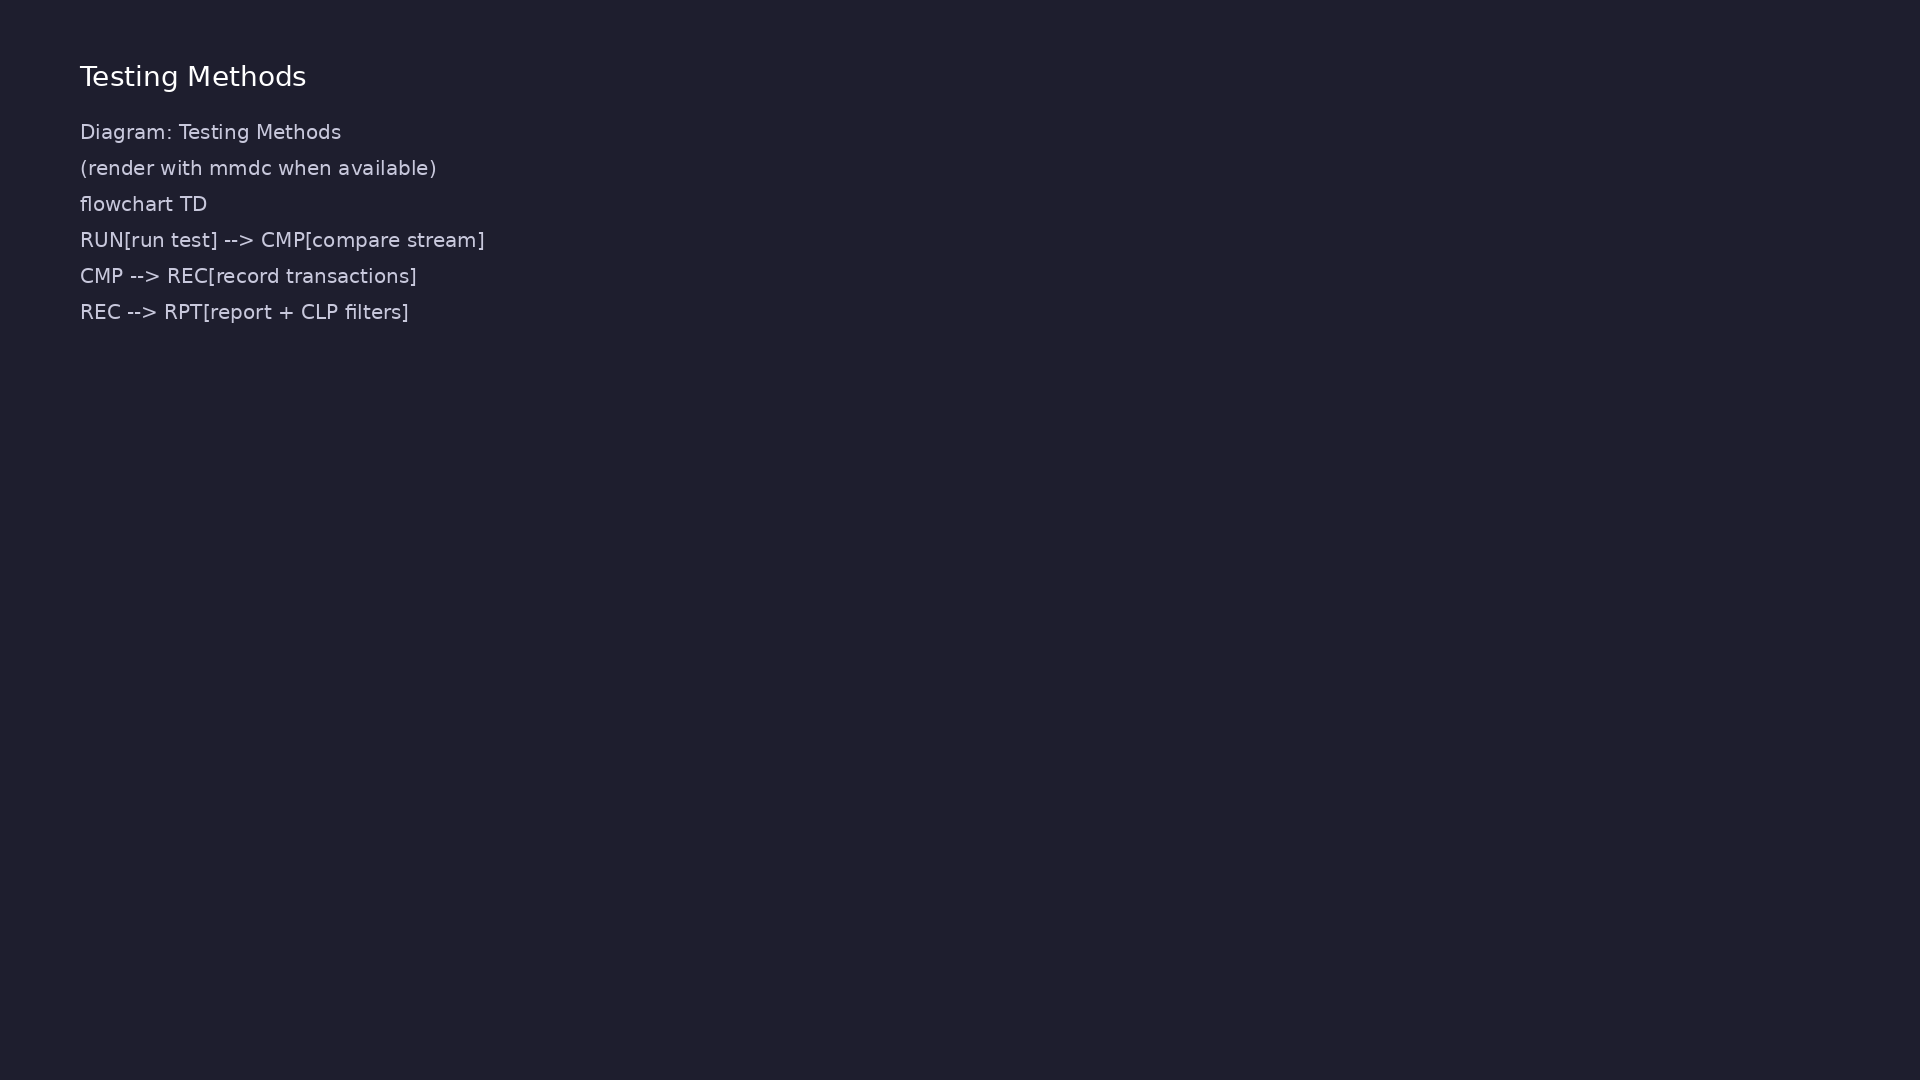 Testing Methods
Diagram: Testing Methods
(render with mmdc when available)
flowchart TD
RUN[run test] --> CMP[compare stream]
CMP --> REC[record transactions]
REC --> RPT[report + CLP filters]